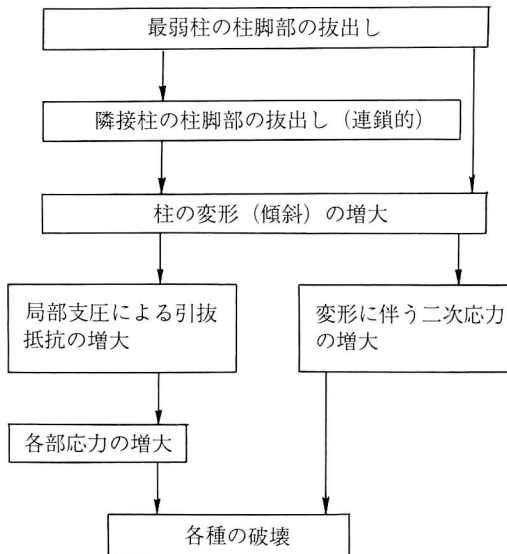 最弱柱の柱脚部の抜出し
隣接柱の柱脚部の抜出し（連鎖的）
柱の変形（傾斜）の増大
局部支圧による引抜
抵抗の増大
変形に伴う二次応力
の増大
各部応力の増大
各種の破壊